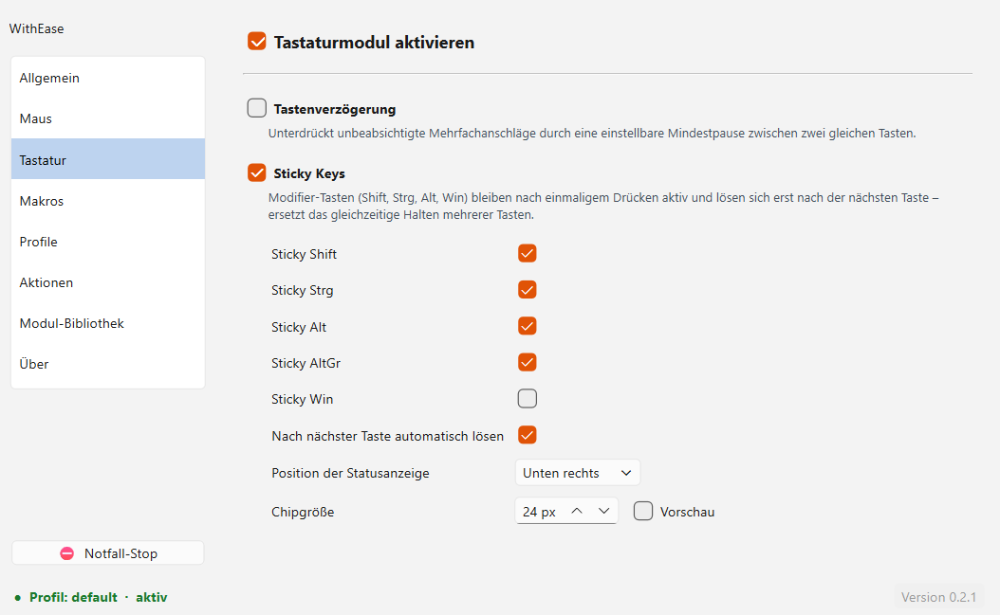 WithEase
Allgemein
Maus
Tastatur
Makros
Profile
Aktionen
Modul-Bibliothek
Über
Notfall-Stop
● Profil: default · aktiv
Tastaturmodul aktivieren
Tastenverzögerung
Unterdrückt unbeabsichtigte Mehrfachanschläge durch eine einstellbare Mindestpause zwischen zwei gleichen Tasten.
Sticky Keys
Modifier-Tasten (Shift, Strg, Alt, Win) bleiben nach einmaligem Drücken aktiv und lösen sich erst nach der nächsten Taste –
ersetzt das gleichzeitige Halten mehrerer Tasten.
Sticky Shift
Sticky Strg
Sticky Alt
Sticky AltGr
Sticky Win
Nach nächster Taste automatisch lösen
Position der Statusanzeige Unten rechts
Chipgröße 24 px Vorschau
Version 0.2.1